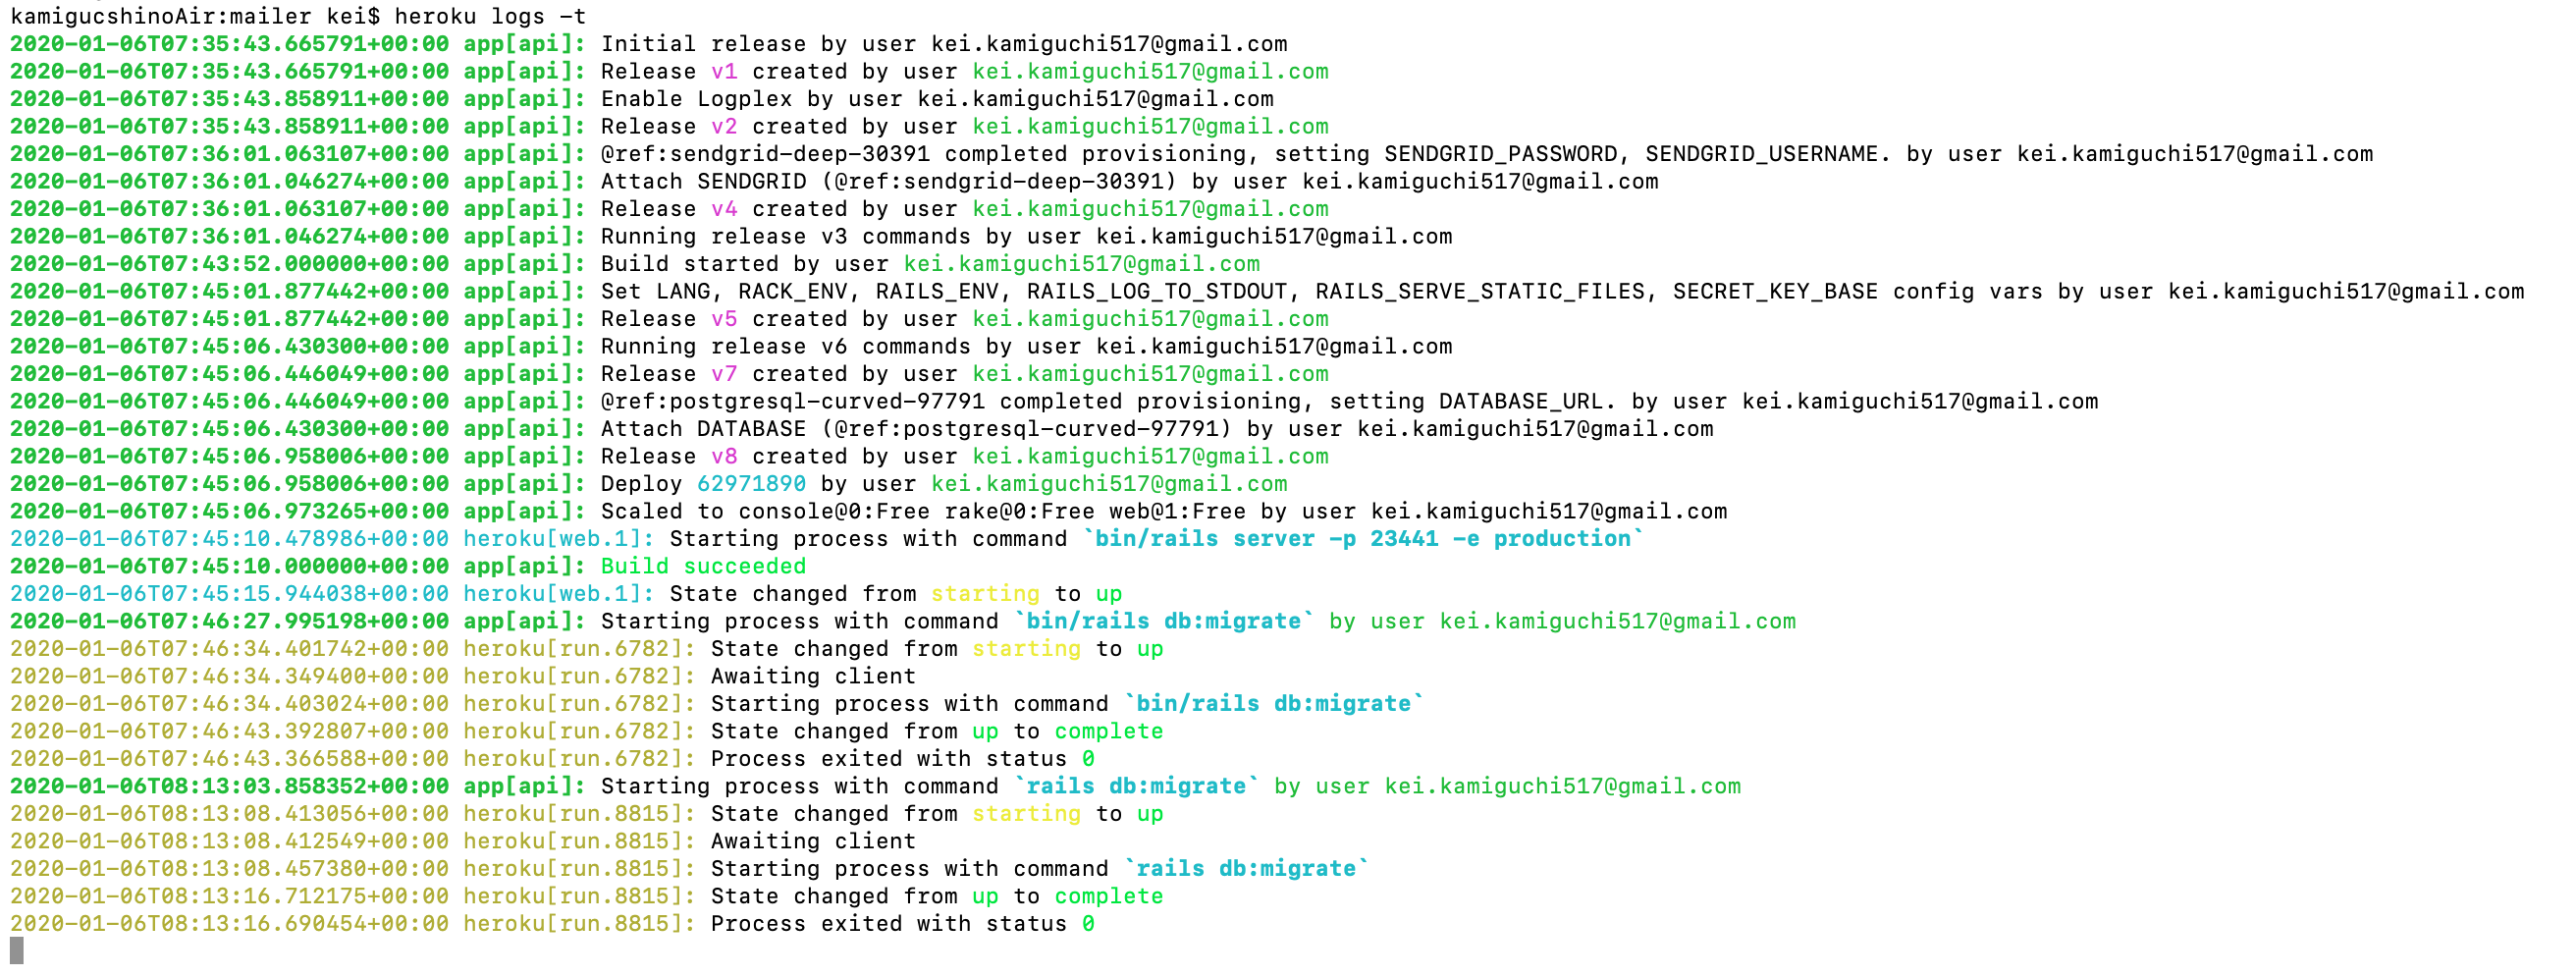 kamigucshinoAir:mailer kei$ heroku logs -t
2020-01-06T07:35:43.665791+00:00 app[api]: Initial release by user kei.kamiguchi517@gmail.com
2020-01-06T07:35:43.665791+00:00 app[api]: Release v1 created by user kei.kamiguchi517@gmail.com
2020-01-06T07:35:43.858911+00:00 app[api]: Enable Logplex by user kei.kamiguchi517@gmail.com
2020-01-06T07:35:43.858911+00:00 app[api]: Release v2 created by user kei.kamiguchi517@gmail.com
2020-01-06T07:36:01.063107+00:00 app[api]: @ref:sendgrid-deep-30391 completed provisioning, setting SENDGRID_PASSWORD, SENDGRID_USERNAME. by user kei.kamiguchi517@gmail.com
2020-01-06T07:36:01.046274+00:00 app[api]: Attach SENDGRID (@ref:sendgrid-deep-30391) by user kei.kamiguchi517@gmail.com
2020-01-06T07:36:01.063107+00:00 app[api]: Release v4 created by user kei.kamiguchi517@gmail.com
2020-01-06T07:36:01.046274+00:00 app[api]: Running release v3 commands by user kei.kamiguchi517@gmail.com
2020-01-06T07:43:52.000000+00:00 app[api]: Build started by user kei.kamiguchi517@gmail.com
2020-01-06T07:45:01.877442+00:00 app[api]: Set LANG, RACK_ENV, RAILS_ENV, RAILS_LOG_TO_STDOUT, RAILS_SERVE_STATIC_FILES, SECRET_KEY_BASE config vars by user kei.kamiguchi517@gmail.com
2020-01-06T07:45:01.877442+00:00 app[api]: Release v5 created by user kei.kamiguchi517@gmail.com
2020-01-06T07:45:06.430300+00:00 app[api]: Running release v6 commands by user kei.kamiguchi517@gmail.com
2020-01-06T07:45:06.446049+00:00 app[api]: Release v7 created by user kei.kamiguchi517@gmail.com
2020-01-06T07:45:06.446049+00:00 app[api]: @ref:postgresql-curved-97791 completed provisioning, setting DATABASE_URL. by user kei.kamiguchi517@gmail.com
2020-01-06T07:45:06.430300+00:00 app[api]: Attach DATABASE (@ref:postgresql-curved-97791) by user kei.kamiguchi517@gmail.com
2020-01-06T07:45:06.958006+00:00 app[api]: Release v8 created by user kei.kamiguchi517@gmail.com
2020-01-06T07:45:06.958006+00:00 app[api]: Deploy 62971890 by user kei.kamiguchi517@gmail.com
2020-01-06T07:45:06.973265+00:00 app[api]: Scaled to console@0:Free rake@0:Free web@1:Free by user kei.kamiguchi517@gmail.com
2020-01-06T07:45:10.478986+00:00 heroku[web.1]: Starting process with command `bin/rails server -p 23441 -e production`
2020-01-06T07:45:10.000000+00:00 app[api]: Build succeeded
2020-01-06T07:45:15.944038+00:00 heroku[web.1]: State changed from starting to up
2020-01-06T07:46:27.995198+00:00 app[api]: Starting process with command `bin/rails db:migrate` by user kei.kamiguchi517@gmail.com
2020-01-06T07:46:34.401742+00:00 heroku[run.6782]: State changed from starting to up
2020-01-06T07:46:34.349400+00:00 heroku[run.6782]: Awaiting client
2020-01-06T07:46:34.403024+00:00 heroku[run.6782]: Starting process with command `bin/rails db:migrate`
2020-01-06T07:46:43.392807+00:00 heroku[run.6782]: State changed from up to complete
2020-01-06T07:46:43.366588+00:00 heroku[run.6782]: Process exited with status 0
2020-01-06T08:13:03.858352+00:00 app[api]: Starting process with command `rails db:migrate` by user kei.kamiguchi517@gmail.com
2020-01-06T08:13:08.413056+00:00 heroku[run.8815]: State changed from starting to up
2020-01-06T08:13:08.412549+00:00 heroku[run.8815]: Awaiting client
2020-01-06T08:13:08.457380+00:00 heroku[run.8815]: Starting process with command `rails db:migrate`
2020-01-06T08:13:16.712175+00:00 heroku[run.8815]: State changed from up to complete
2020-01-06T08:13:16.690454+00:00 heroku[run.8815]: Process exited with status 0